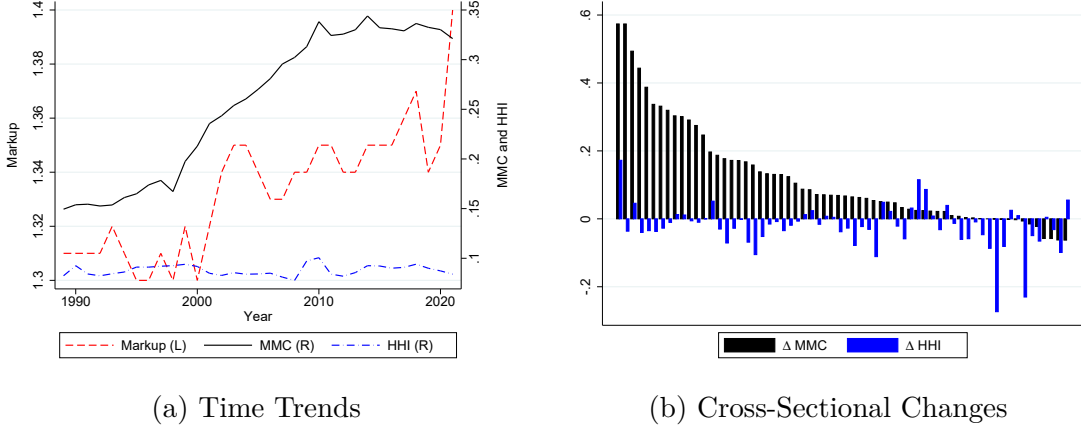 1.4
1.38
1.36
1.34
1.32
1.3
Markup
.35
.3
.25
.2
.15
.1
MMC and HHI
1990
2000
2010
2020
Year
Markup (L)
MMC (R)
HHI (R)
(a) Time Trends
.6
.4
.2
0
-.2
Δ MMC
Δ HHI
(b) Cross-Sectional Changes